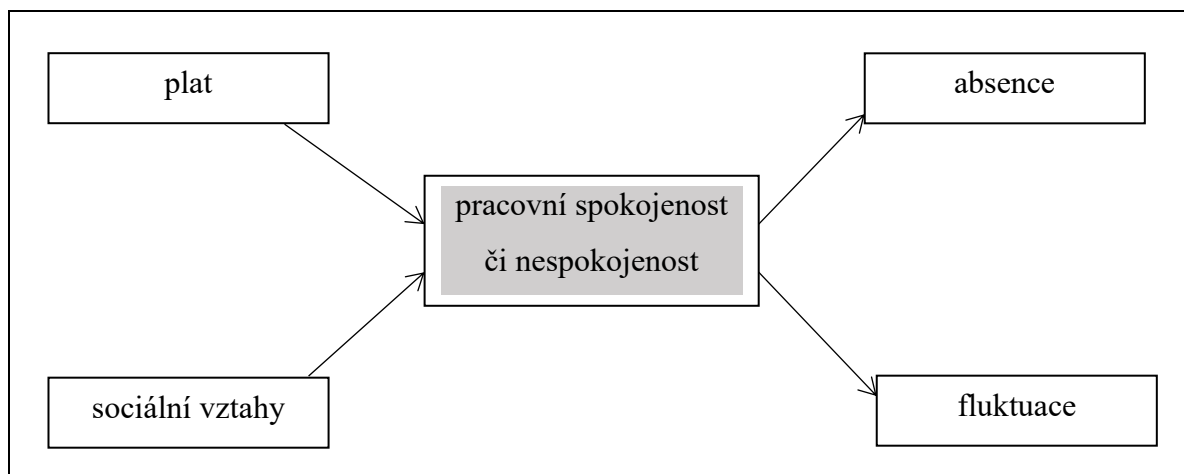 plat
absence
pracovní spokojenost
či nespokojenost
sociální vztahy
fluktuace